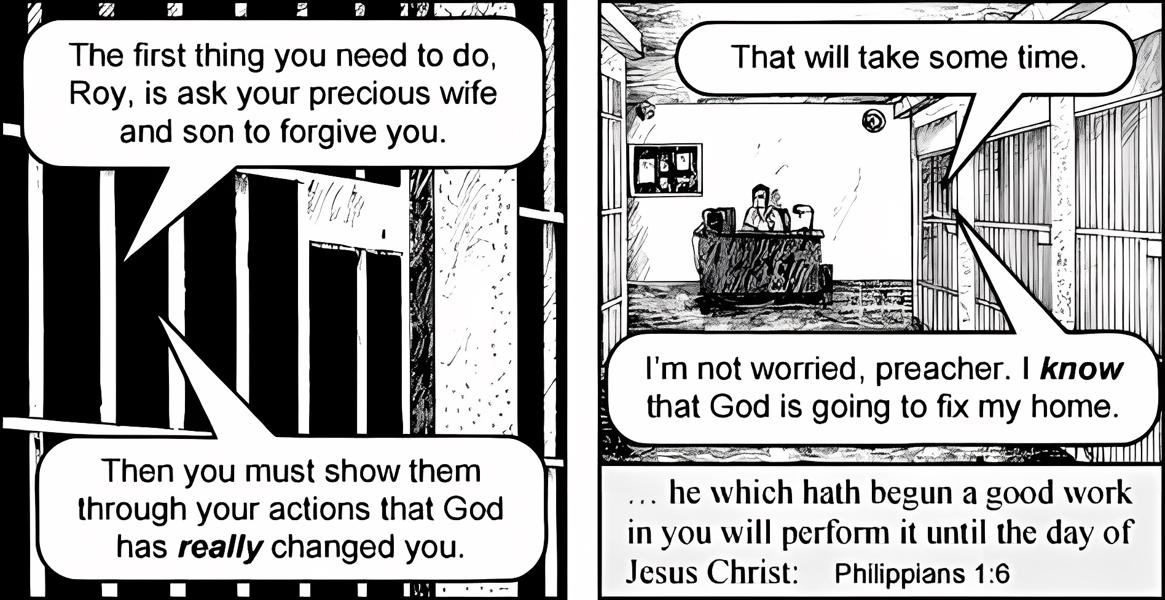 The first thing you need to do,
Roy, is ask your precious wife
and son to forgive you.
Then you must show them
through your actions that God
has really changed you.
That will take some time.
I'm not worried, preacher. I know
that God is going to fix my home.
... he which hath begun a good work
in you will perform it until the day of
Jesus Christ: Philippians 1:6